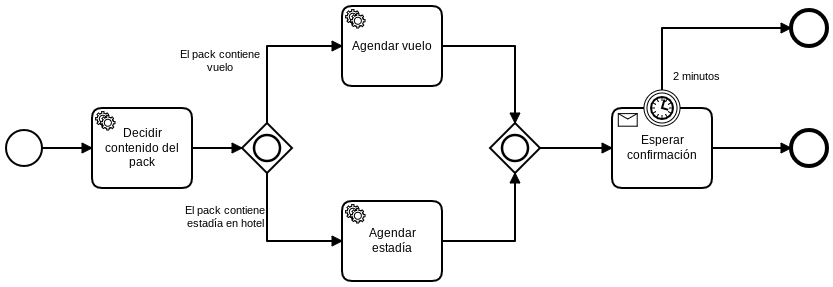 Decidir
contenido del
pack
El pack contiene
vuelo
El pack contiene
estadía en hotel
Agendar vuelo
Agendar
estadía
2 minutos
Esperar
confirmación